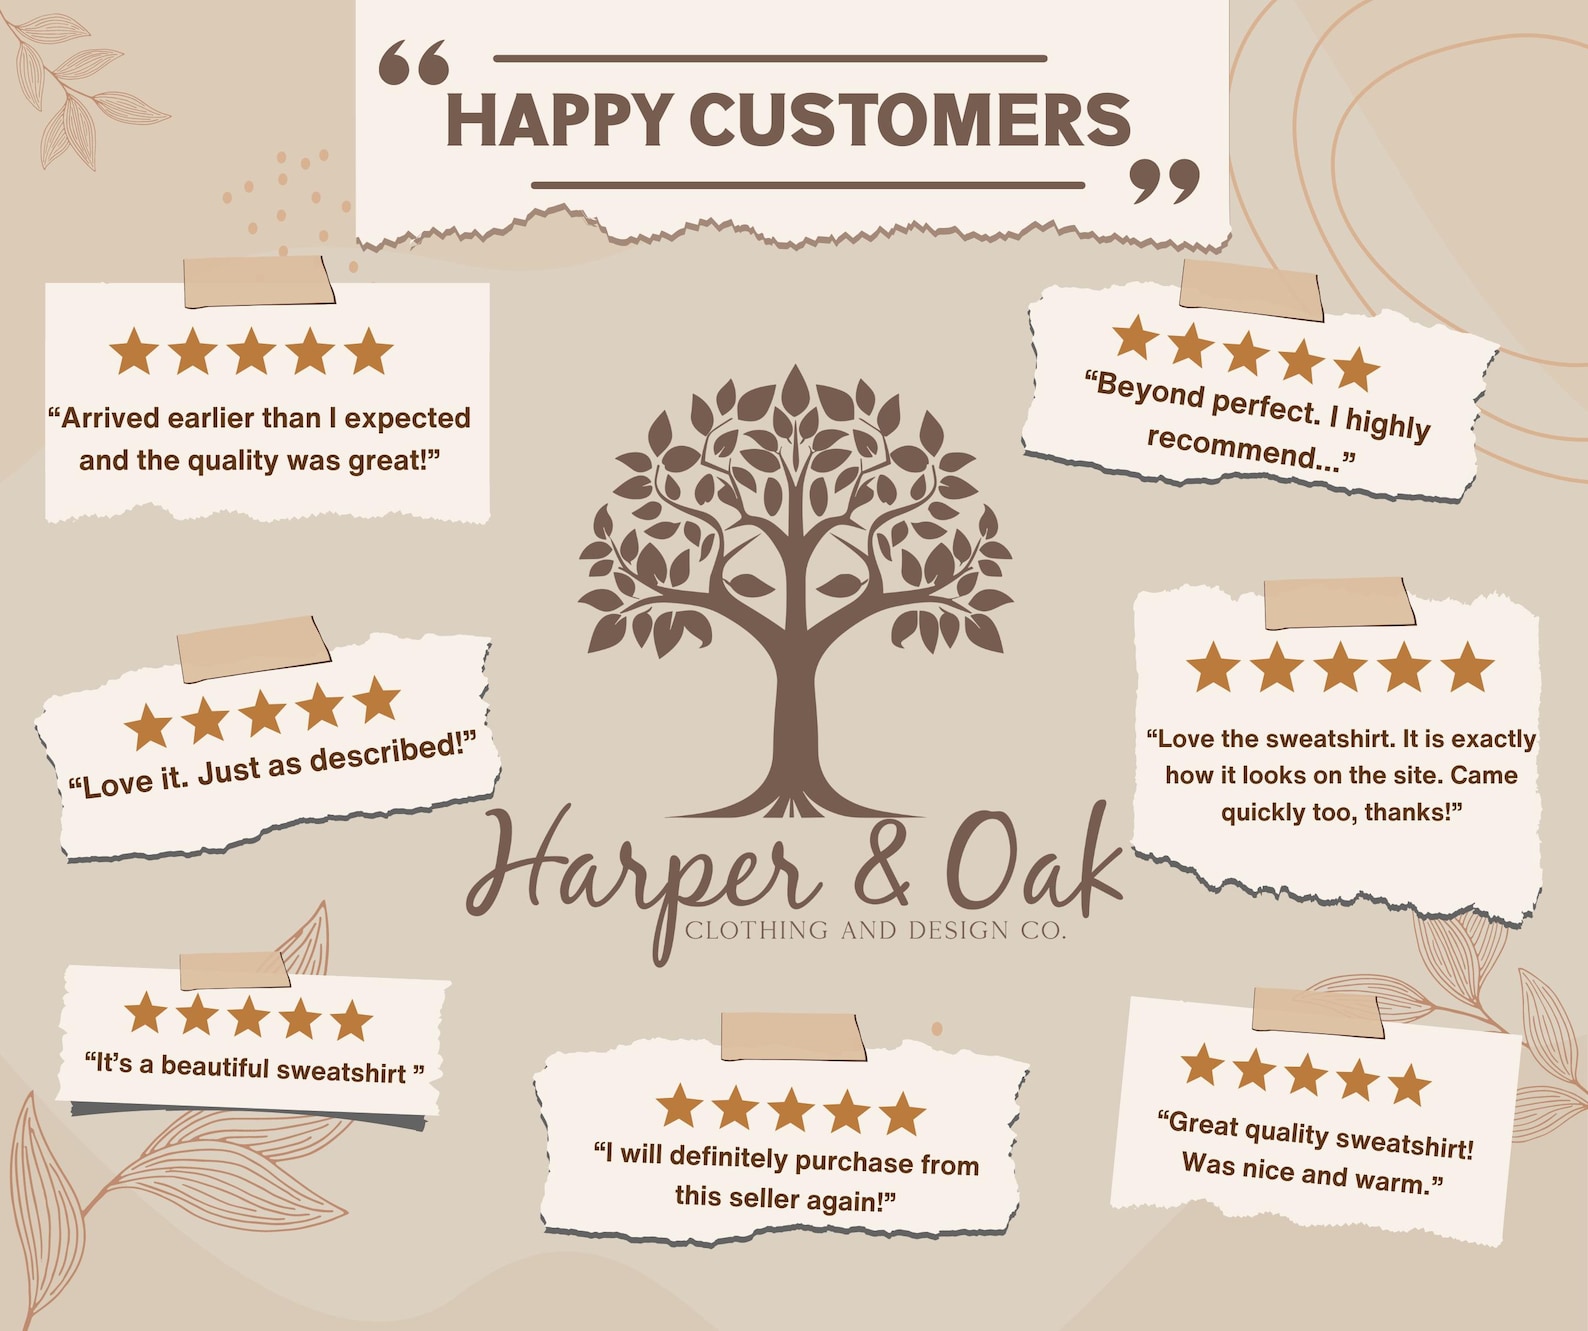 “HAPPY CUSTOMERS”
“Arrived earlier than I expected
and the quality was great!”
“Beyond perfect. I highly
recommend...”
“Love it. Just as described!”
“Love the sweatshirt. It is exactly
how it looks on the site. Came
quickly too, thanks!”
Harper & Oak
CLOTHING AND DESIGN CO.
“It’s a beautiful sweatshirt ”
“I will definitely purchase from
this seller again!”
“Great quality sweatshirt!
Was nice and warm.”